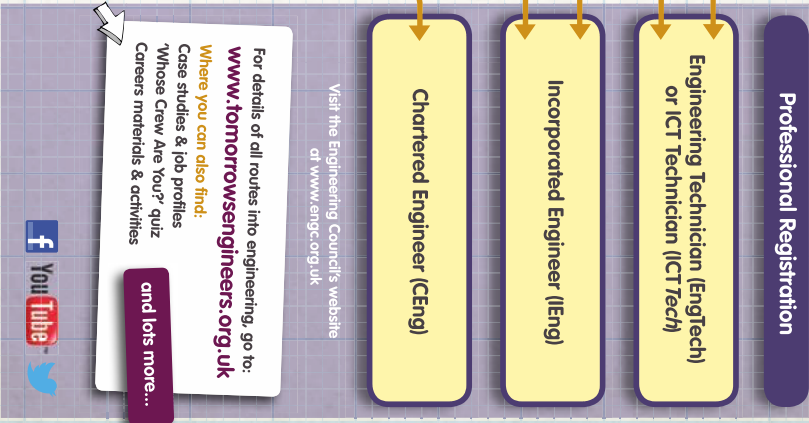 Professional Registration
Engineering Technician (EngTech)
or ICT Technician (ICTTech)
Incorporated Engineer (IEng)
Chartered Engineer (CEng)
Visit the Engineering Council's website
at www.engc.org.uk
For details of all routes into engineering, go to:
www.tomorrowsengineers.org.uk
Where you can also find:
Case studies & job profiles
'Whose Crew Are You?' quiz
Careers materials & activities
and lots more...
f
YouTube